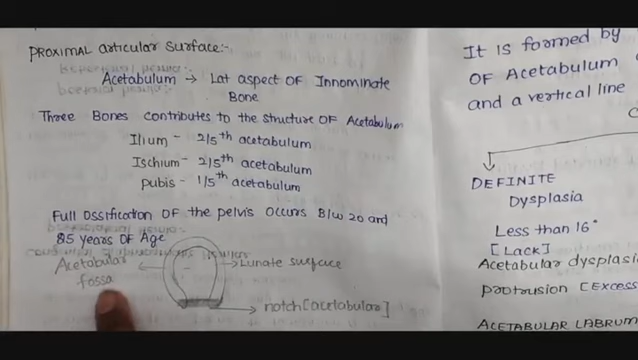 PROXIMAL articular surface:-
Acetabulum → Lat aspect OF Innominate
Bone
Three Bones contributes to the structure OF Acetabulum
Ilium - 2/5th acetabulum
Ischium - 2/5th acetabulum
pubis - 1/5th acetabulum
Full ossification OF the pelvis occurs B/w 20 and
25 years OF Age
Acetabular
fossa
Lunate surface
notch [acetabular]
It is formed by
OF Acetabulum
and a vertical line
DEFINITE
Dysplasia
Less than 16°
[Lack]
Acetabular dysplasi
protrusion [Excess
ACETABULAR LABRUM